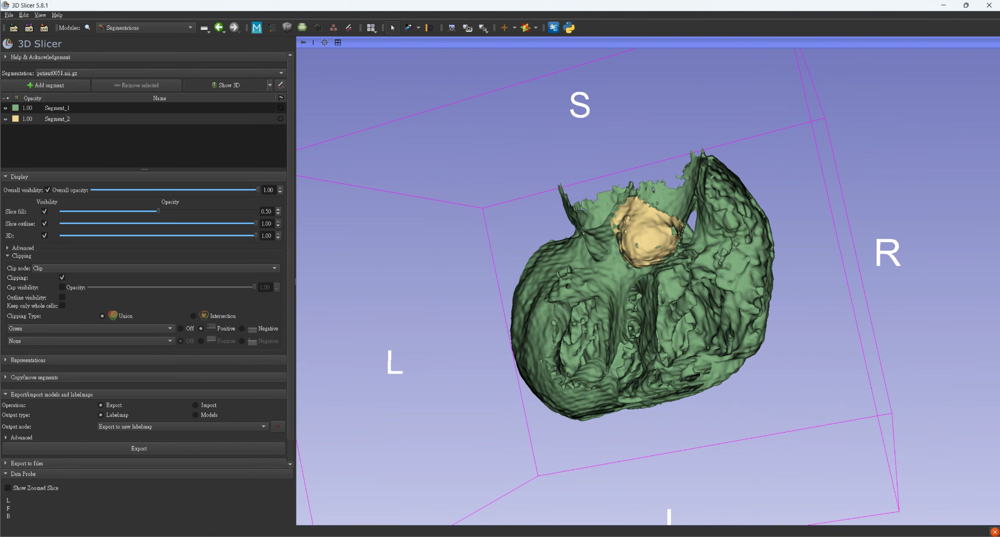 3D Slicer 5.8.1
File Edit View Help
DATA DCM SAVE Modules: Segmentations M
3D Slicer
1
Help & Acknowledgement
Segmentation: patient0051.nii.gz
Add segment Remove selected Show 3D
Opacity Name
1.00 Segment_1
1.00 Segment_2
Display
Overall visibility: Overall opacity: 1.00
Visibility Opacity
Slice fill: 0.50
Slice outline: 1.00
3D: 1.00
Advanced
Clipping
Clip node: Clip
Clipping:
Cap visibility: Opacity: 1.00
Outline visibility:
Keep only whole cells:
Clipping Type: Union Intersection
Green Off Positive Negative
None Off Positive Negative
Representations
Copy/move segments
Export/import models and labelmaps
Operation: Export Import
Output type: Labelmap Models
Output node: Export to new labelmap
Advanced
Export
Export to files
Data Probe
Show Zoomed Slice
L
F
B
S
R
L
I